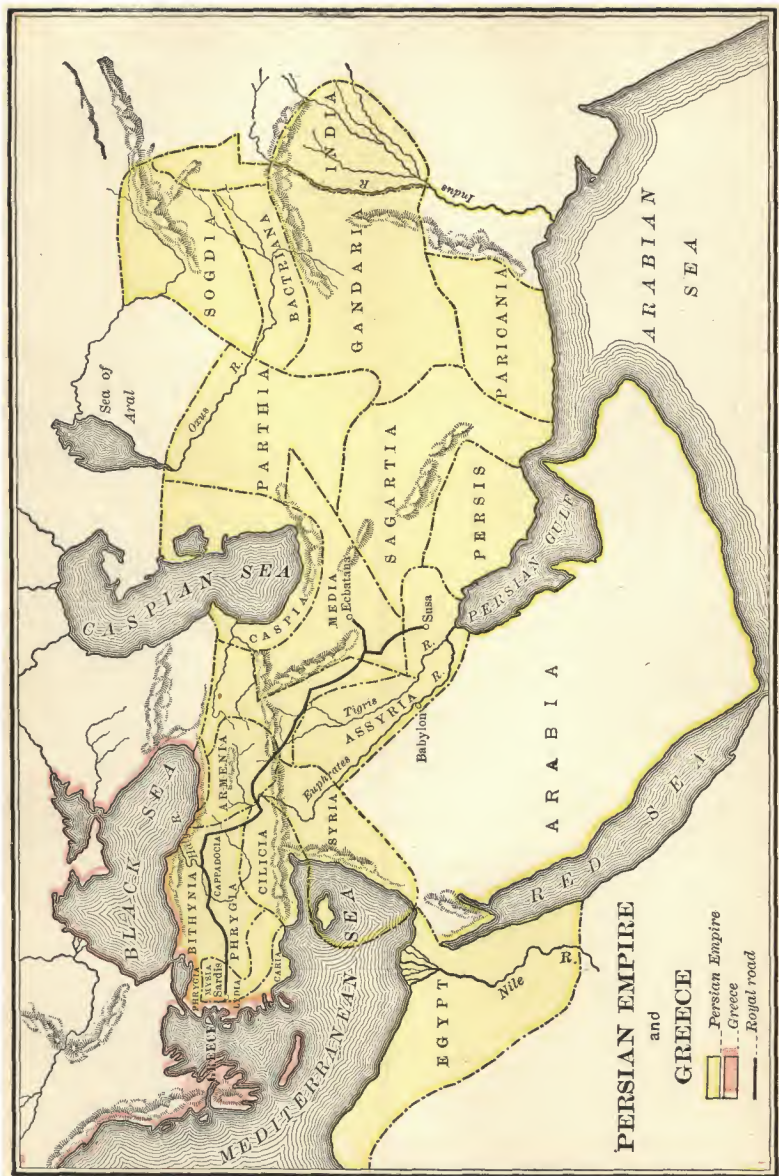 PERSIAN EMPIRE
and
GREECE
Persian Empire
Greece
Royal road
BLACK SEA
CASPIAN SEA
Sea of
Aral
SOGDIA
BACTRIANA
Oxus R.
INDIA
R
Indus
GANDARIA
PARTHIA
PARICANIA
SAGARTIA
PERSIS
MEDIA
Ecbatana
CASPIA
Susa
ARMENIA
Tigris R.
ASSYRIA
Euphrates R.
Babylon
BITHYNIA
R
CAPPADOCIA
PHRYGIA
MYSIA
Sardis
CARIA
CILICIA
SYRIA
MEDITERRANEAN SEA
EGYPT
Nile R.
RED SEA
ARABIA
PERSIAN GULF
ARABIAN
SEA